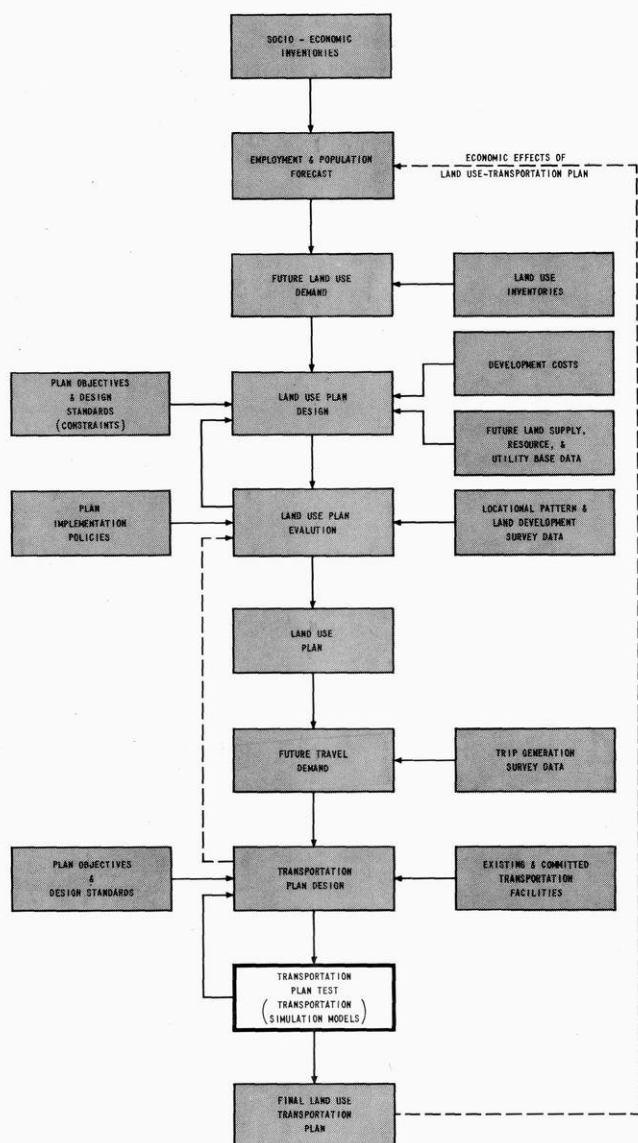 SOCIO - ECONOMIC
INVENTORIES
EMPLOYMENT & POPULATION
FORECAST
ECONOMIC EFFECTS OF
LAND USE-TRANSPORTATION PLAN
FUTURE LAND USE
DEMAND
LAND USE
INVENTORIES
DEVELOPMENT COSTS
PLAN OBJECTIVES
& DESIGN
STANDARDS
(CONSTRAINTS)
LAND USE PLAN
DESIGN
FUTURE LAND SUPPLY,
RESOURCE, &
UTILITY BASE DATA
PLAN
IMPLEMENTATION
POLICIES
LAND USE PLAN
EVALUTION
LOCATIONAL PATTERN &
LAND DEVELOPMENT
SURVEY DATA
LAND USE
PLAN
FUTURE TRAVEL
DEMAND
TRIP GENERATION
SURVEY DATA
PLAN OBJECTIVES
&
DESIGN STANDARDS
TRANSPORTATION
PLAN DESIGN
EXISTING & COMMITTED
TRANSPORTATION
FACILITIES
TRANSPORTATION
PLAN TEST
(TRANSPORTATION
SIMULATION MODELS)
FINAL LAND USE
TRANSPORTATION
PLAN